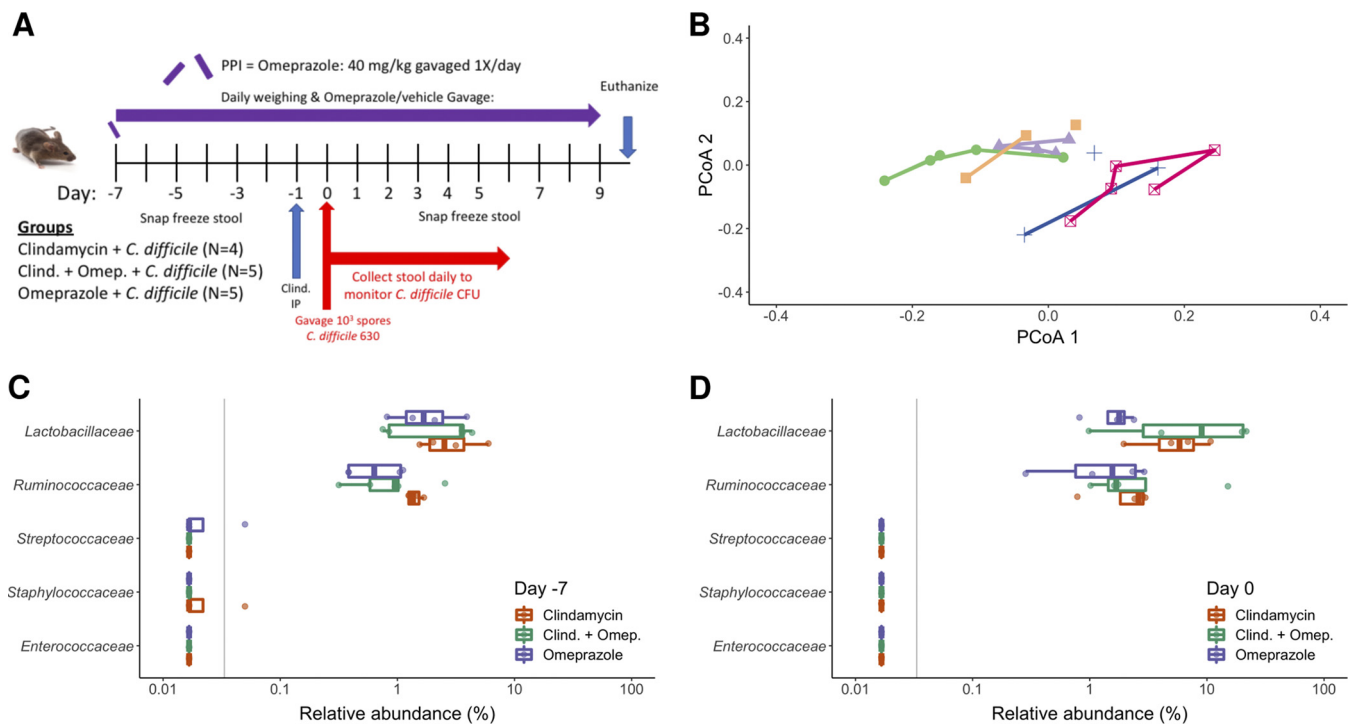 A
PPI = Omeprazole: 40 mg/kg gavaged 1X/day
Daily weighing & Omeprazole/vehicle Gavage:
Euthanize
Day: -7 -5 -3 -1 0 1 3 5 7 9
Snap freeze stool
Snap freeze stool
Groups
Clindamycin + C. difficile (N=4)
Clind. + Omep. + C. difficile (N=5)
Omeprazole + C. difficile (N=5)
Clind.
IP
Collect stool daily to
monitor C. difficile CFU
Gavage 10³ spores
C. difficile 630
B
PCoA 2
0.4
0.2
0.0
-0.2
-0.4
-0.4 -0.2 0.0 0.2 0.4
PCoA 1
C
Lactobacillaceae
Ruminococcaceae
Streptococcaceae
Staphylococcaceae
Enterococcaceae
Day -7
Clindamycin
Clind. + Omep.
Omeprazole
0.01 0.1 1 10 100
Relative abundance (%)
D
Lactobacillaceae
Ruminococcaceae
Streptococcaceae
Staphylococcaceae
Enterococcaceae
Day 0
Clindamycin
Clind. + Omep.
Omeprazole
0.01 0.1 1 10 100
Relative abundance (%)